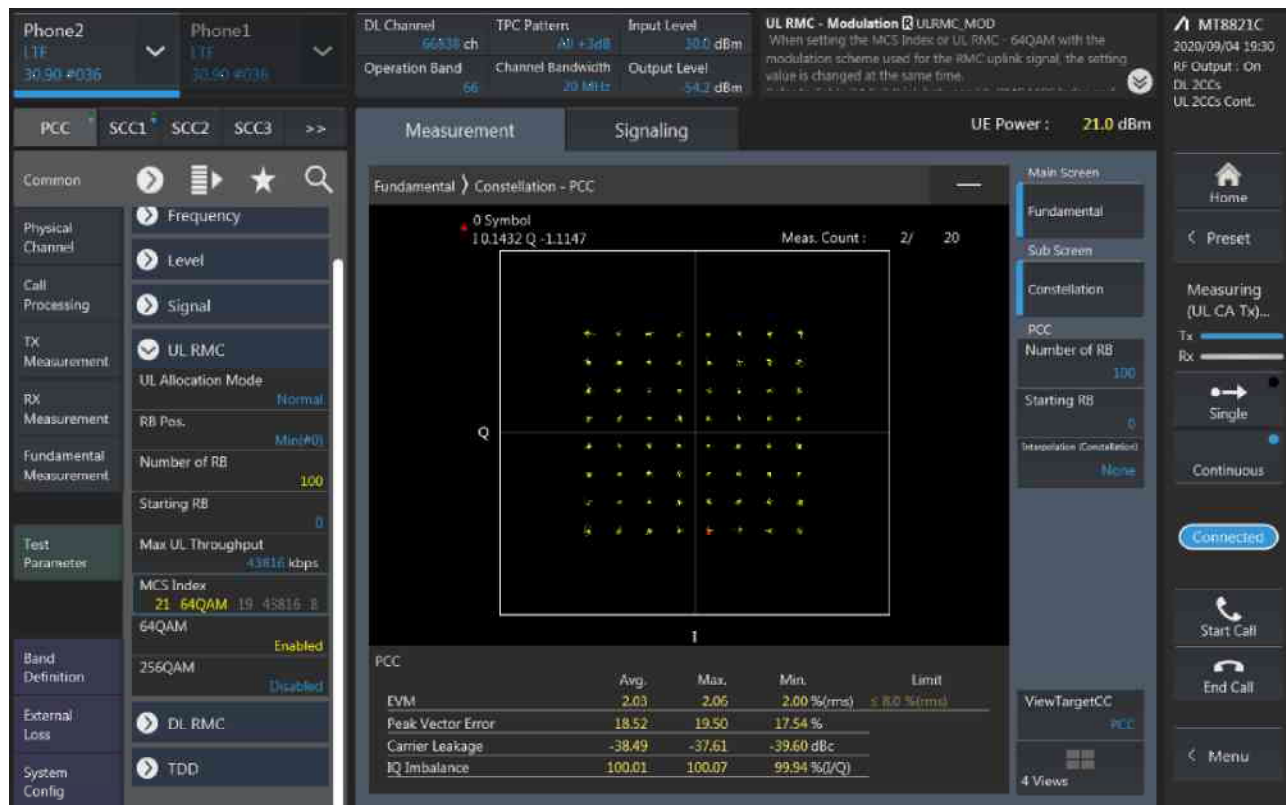 Phone2
LTE
30.90 #036
Phone1
LTE
30.90 #036
DL Channel
66536 ch
Operation Band
66
TPC Pattern
All +3dB
Channel Bandwidth
20 MHz
Input Level
30.0 dBm
Output Level
-54.2 dBm
UL RMC - Modulation R ULRMC_MOD
When setting the MCS Index or UL RMC - 64QAM with the
modulation scheme used for the RMC uplink signal, the setting
value is changed at the same time.
MT8821C
2020/09/04 19:30
RF Output : On
DL 2CCs
UL 2CCs Cont.
PCC SCC1 SCC2 SCC3 >>
Measurement Signaling
UE Power : 21.0 dBm
Common
Physical
Channel
Call
Processing
TX
Measurement
RX
Measurement
Fundamental
Measurement
Test
Parameter
Band
Definition
External
Loss
System
Config
Frequency
Level
Signal
UL RMC
UL Allocation Mode
Normal
RB Pos.
Min(#0)
Number of RB
100
Starting RB
0
Max UL Throughput
43816 kbps
MCS Index
21 64QAM 19 43816 8
64QAM
Enabled
256QAM
Disabled
DL RMC
TDD
Fundamental 〉 Constellation - PCC
0 Symbol
I 0.1432 Q -1.1147
Meas. Count : 2/ 20
Q
I
PCC
Avg. Max. Min. Limit
EVM 2.03 2.06 2.00 %(rms) ≤ 8.0 %(rms)
Peak Vector Error 18.52 19.50 17.54 %
Carrier Leakage -38.49 -37.61 -39.60 dBc
IQ Imbalance 100.01 100.07 99.94 %(I/Q)
Main Screen
Fundamental
Sub Screen
Constellation
PCC
Number of RB
100
Starting RB
0
Interpolation (Constellation)
None
ViewTargetCC
PCC
4 Views
Home
< Preset
Measuring
(UL CA Tx)...
Tx
Rx
Single
Continuous
Connected
Start Call
End Call
< Menu